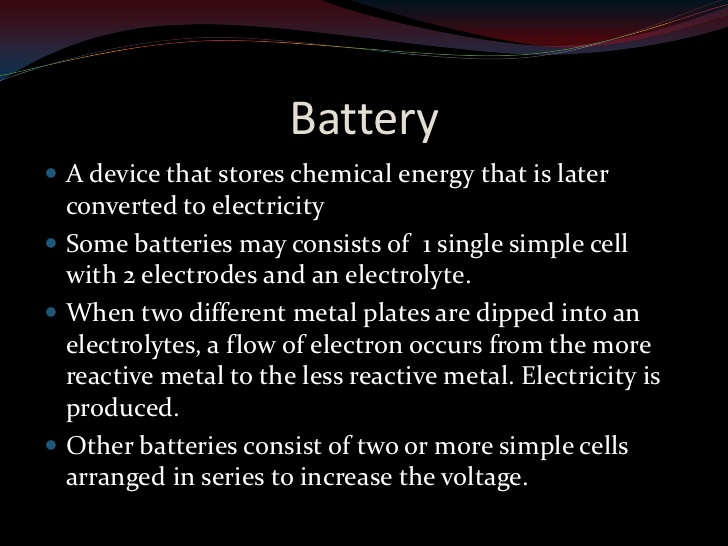 Battery
A device that stores chemical energy that is later
converted to electricity
Some batteries may consists of 1 single simple cell
with 2 electrodes and an electrolyte.
When two different metal plates are dipped into an
electrolytes, a flow of electron occurs from the more
reactive metal to the less reactive metal. Electricity is
produced.
Other batteries consist of two or more simple cells
arranged in series to increase the voltage.